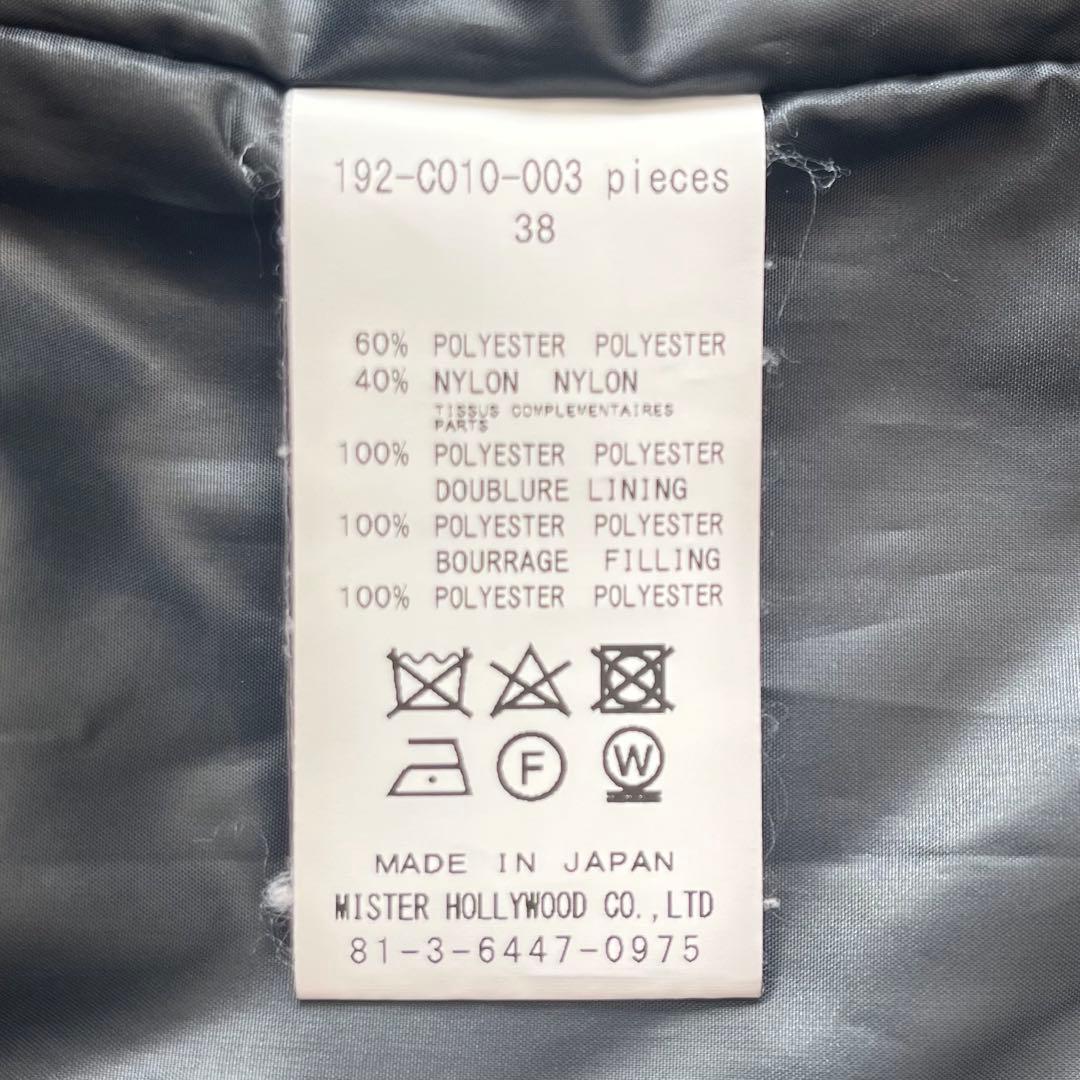 192-C010-003 pieces
38
60% POLYESTER POLYESTER
40% NYLON NYLON
TISSUS COMPLEMENTAIRES
PARTS
100% POLYESTER POLYESTER
DOUBLURE LINING
100% POLYESTER POLYESTER
BOURRAGE FILLING
100% POLYESTER POLYESTER
F W
MADE IN JAPAN
MISTER HOLLYWOOD CO.,LTD
81-3-6447-0975